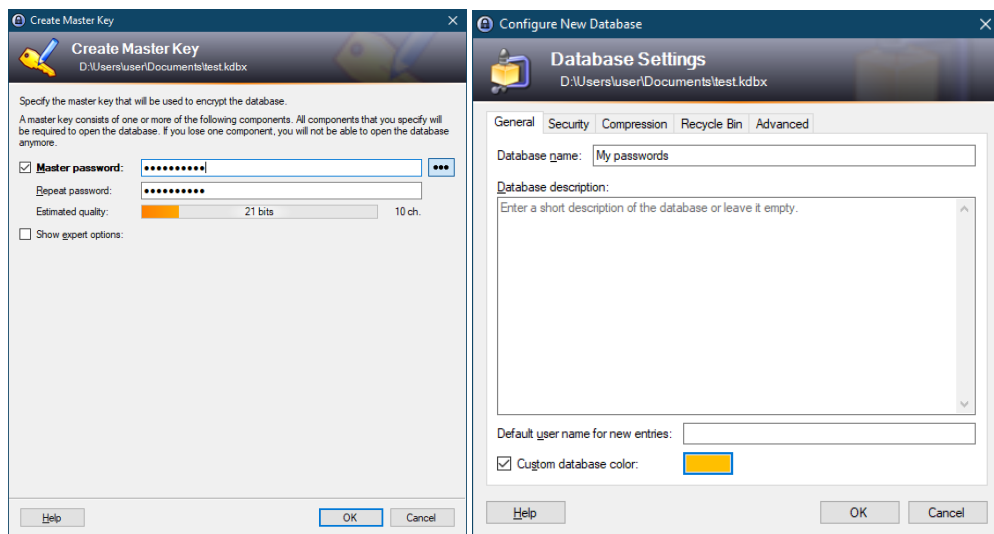 Create Master Key
Create Master Key
D:\Users\user\Documents\test.kdbx
Specify the master key that will be used to encrypt the database.
A master key consists of one or more of the following components. All components that you specify will
be required to open the database. If you lose one component, you will not be able to open the database
anymore.
Master password: ●●●●●●●●●●
Repeat password: ●●●●●●●●●●
Estimated quality: 21 bits 10 ch.
Show expert options:
Help OK Cancel
Configure New Database
Database Settings
D:\Users\user\Documents\test.kdbx
General Security Compression Recycle Bin Advanced
Database name: My passwords
Database description:
Enter a short description of the database or leave it empty.
Default user name for new entries:
Custom database color:
Help OK Cancel